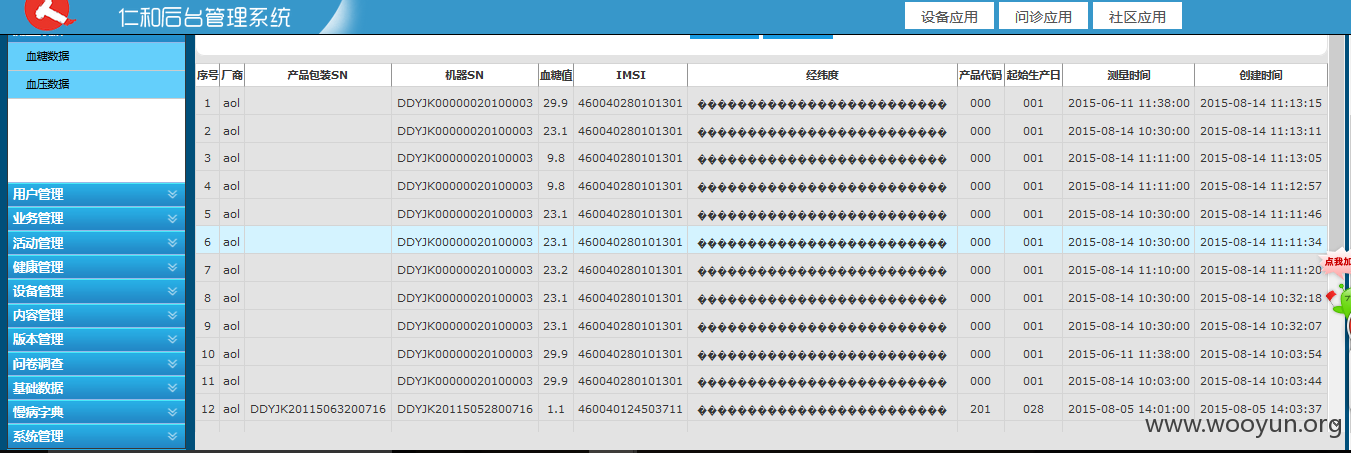 仁和后台管理系统
设备应用 问诊应用 社区应用
血糖数据
血压数据
用户管理
业务管理
活动管理
健康管理
设备管理
内容管理
版本管理
问卷调查
基础数据
慢病字典
系统管理
序号 厂商 产品包装SN 机器SN 血糖值 IMSI 经纬度 产品代码 起始生产日 测量时间 创建时间
1 aol DDYJK00000020100003 29.9 460040280101301 ������������������������� 000 001 2015-06-11 11:38:00 2015-08-14 11:13:15
2 aol DDYJK00000020100003 23.1 460040280101301 ������������������������� 000 001 2015-08-14 10:30:00 2015-08-14 11:13:11
3 aol DDYJK00000020100003 9.8 460040280101301 ������������������������� 000 001 2015-08-14 11:11:00 2015-08-14 11:13:05
4 aol DDYJK00000020100003 9.8 460040280101301 ������������������������� 000 001 2015-08-14 11:11:00 2015-08-14 11:12:57
5 aol DDYJK00000020100003 23.1 460040280101301 ������������������������� 000 001 2015-08-14 10:30:00 2015-08-14 11:11:46
6 aol DDYJK00000020100003 23.1 460040280101301 ������������������������� 000 001 2015-08-14 10:30:00 2015-08-14 11:11:34
7 aol DDYJK00000020100003 23.2 460040280101301 ������������������������� 000 001 2015-08-14 11:10:00 2015-08-14 11:11:20
8 aol DDYJK00000020100003 23.1 460040280101301 ������������������������� 000 001 2015-08-14 10:30:00 2015-08-14 10:32:18
9 aol DDYJK00000020100003 23.1 460040280101301 ������������������������� 000 001 2015-08-14 10:30:00 2015-08-14 10:32:07
10 aol DDYJK00000020100003 29.9 460040280101301 ������������������������� 000 001 2015-06-11 11:38:00 2015-08-14 10:03:54
11 aol DDYJK00000020100003 29.9 460040280101301 ������������������������� 000 001 2015-08-14 10:03:00 2015-08-14 10:03:44
12 aol DDYJK20115063200716 DDYJK20115052800716 1.1 460040124503711 ������������������������� 201 028 2015-08-05 14:01:00 2015-08-05 14:03:37
点我加
www.wooyun.org